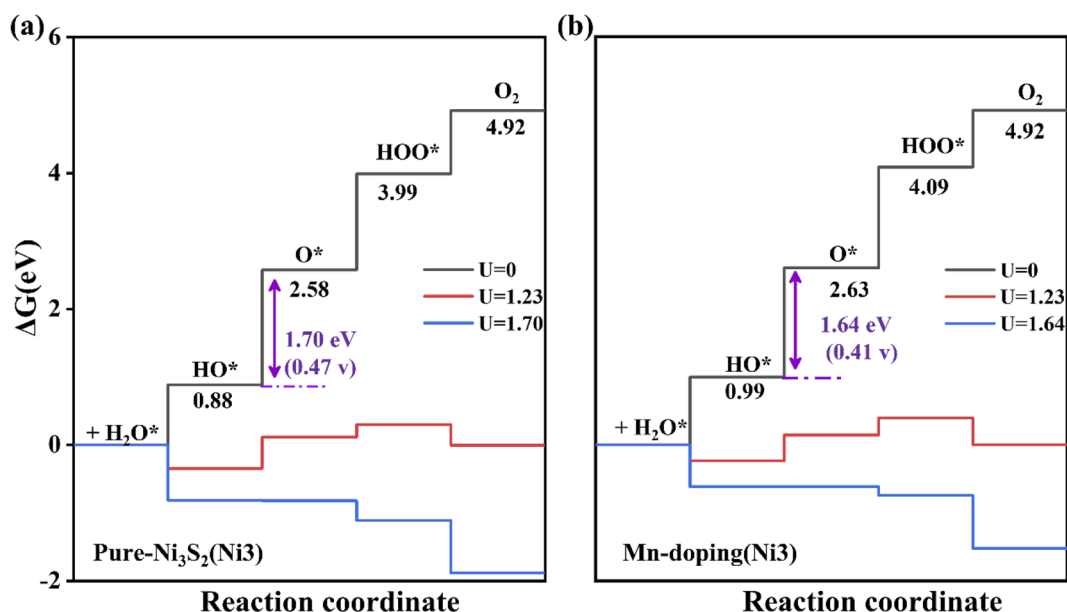 (a)
ΔG(eV)
6
4
2
0
-2
O₂
4.92
HOO*
3.99
O*
2.58
U=0
U=1.23
U=1.70
1.70 eV
(0.47 v)
HO*
0.88
+ H₂O*
Pure-Ni₃S₂(Ni3)
Reaction coordinate
(b)
O₂
4.92
HOO*
4.09
O*
2.63
U=0
U=1.23
U=1.64
1.64 eV
(0.41 v)
HO*
0.99
+ H₂O*
Mn-doping(Ni3)
Reaction coordinate